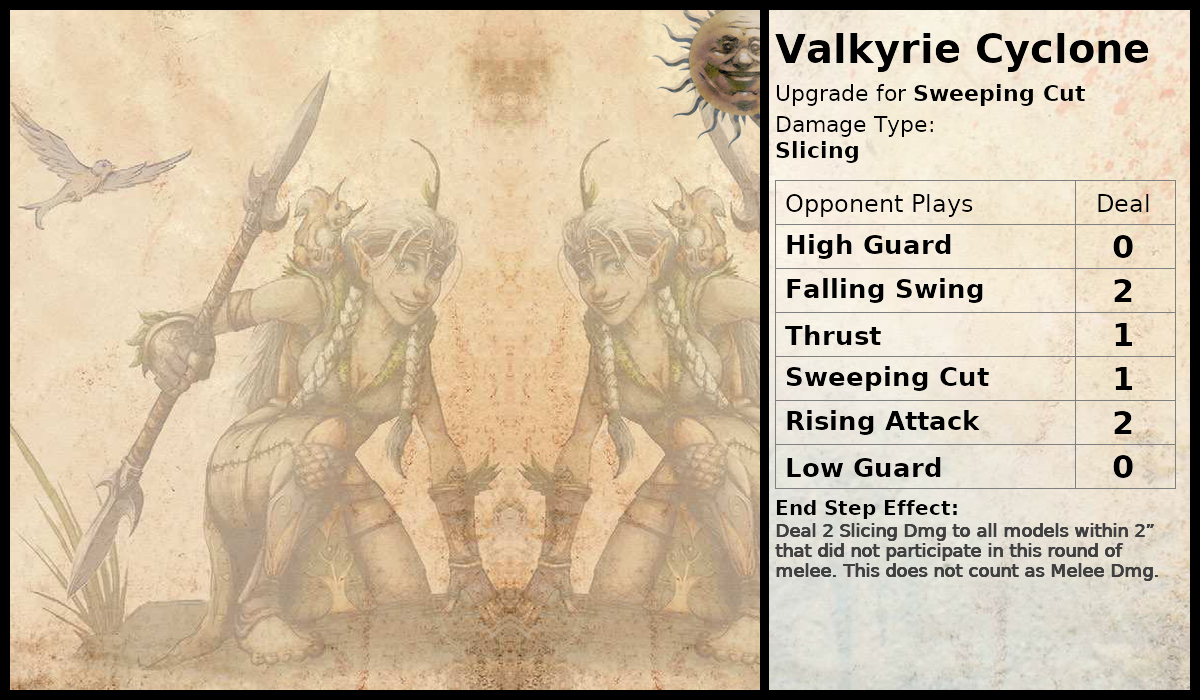 Valkyrie Cyclone
Upgrade for Sweeping Cut
Damage Type:
Slicing
Opponent Plays Deal
High Guard 0
Falling Swing 2
Thrust 1
Sweeping Cut 1
Rising Attack 2
Low Guard 0
End Step Effect:
Deal 2 Slicing Dmg to all models within 2”
that did not participate in this round of
melee. This does not count as Melee Dmg.